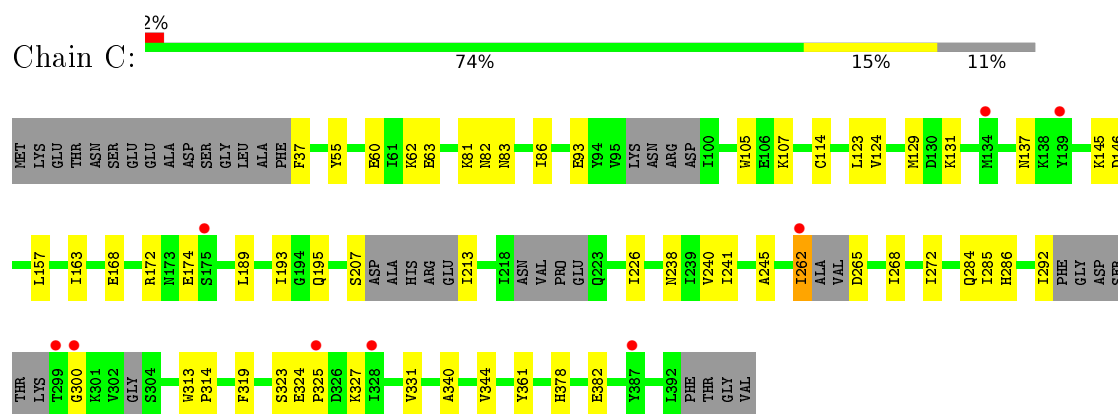 2%
Chain C:
74% 15% 11%
MET LYS GLU THR ASN SER GLU GLU ALA ASP SER GLY LEU ALA PHE F37 Y55 E60 I61 K62 E63 K81 N82 N83 I86 E93 Y94 V95 LYS ASN ARG ASP I100 W105 E106 K107 C114 L123 V124 M129 D130 K131 M134 N137 K138 Y139 K145 D146
L157 I163 E168 R172 N173 E174 S175 L189 I193 G194 Q195 S207 ASP ALA HIS ARG GLU I213 I218 ASN VAL PRO GLU Q223 I226 N238 I239 V240 I241 A245 I262 ALA VAL D265 I268 I272 Q284 I285 H286 I292 PHE GLY ASP SER
THR LYS T299 G300 K301 V302 GLY S304 W313 P314 F319 S323 E324 P325 D326 K327 I328 V331 A340 V344 Y361 H378 E382 Y387 L392 PHE THR GLY VAL